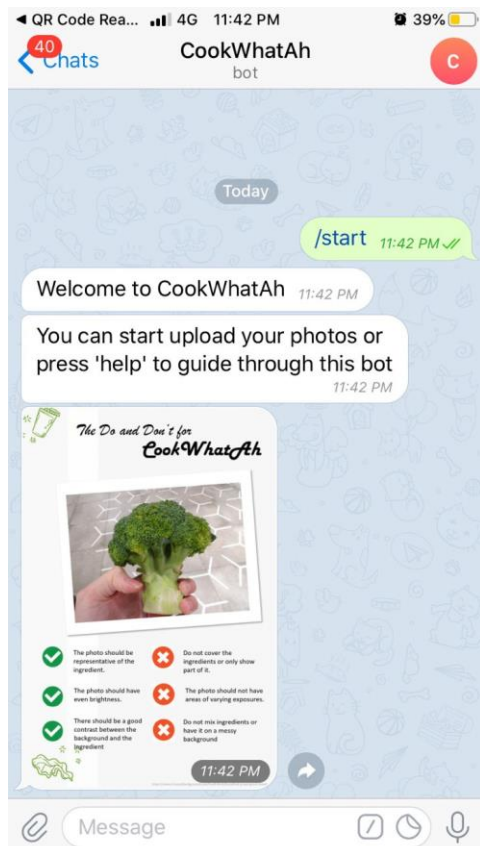 ◀ QR Code Rea... 4G 11:42 PM 39%
40
Chats
CookWhatAh
bot
C
Today
/start 11:42 PM
Welcome to CookWhatAh 11:42 PM
You can start upload your photos or
press 'help' to guide through this bot
11:42 PM
The Do and Don't for
CookWhatAh
The photo should be
representative of the
ingredient.
Do not cover the
ingredients or only show
part of it.
The photo should have
even brightness.
The photo should not have
areas of varying exposures.
There should be a good
contrast between the
background and the
ingredient
Do not mix ingredients or
have it on a messy
background
11:42 PM
Message